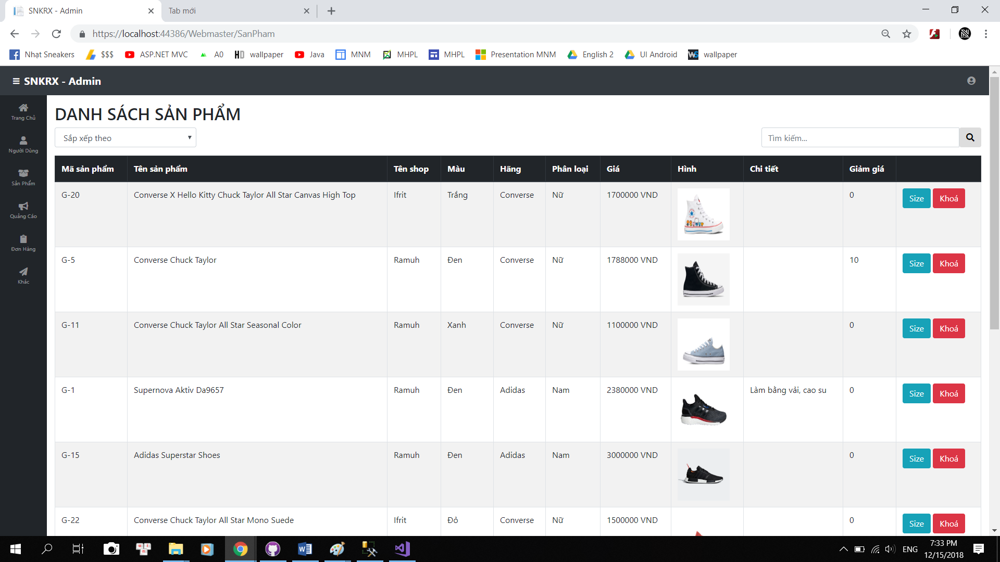 SNKRX - Admin
Tab mới
https://localhost:44386/Webmaster/SanPham
Nhạt Sneakers
$$$
ASP.NET MVC
A0
HD wallpaper
Java
MNM
MHPL
MHPL
Presentation MNM
English 2
UI Android
wallpaper
SNKRX - Admin
Trang Chủ
Người Dùng
Sản Phẩm
Quảng Cáo
Đơn Hàng
Khác
DANH SÁCH SẢN PHẨM
Sắp xếp theo
Tìm kiếm...
Mã sản phẩm Tên sản phẩm Tên shop Màu Hãng Phân loại Giá Hình Chi tiết Giảm giá
G-20 Converse X Hello Kitty Chuck Taylor All Star Canvas High Top Ifrit Trắng Converse Nữ 1700000 VND 0 Size Khoá
G-5 Converse Chuck Taylor Ramuh Đen Converse Nữ 1788000 VND 10 Size Khoá
G-11 Converse Chuck Taylor All Star Seasonal Color Ramuh Xanh Converse Nữ 1100000 VND 0 Size Khoá
G-1 Supernova Aktiv Da9657 Ramuh Đen Adidas Nam 2380000 VND Làm bằng vải, cao su 0 Size Khoá
G-15 Adidas Superstar Shoes Ramuh Đen Adidas Nam 3000000 VND 0 Size Khoá
G-22 Converse Chuck Taylor All Star Mono Suede Ifrit Đỏ Converse Nữ 1500000 VND 0 Size Khoá
ENG
7:33 PM
12/15/2018